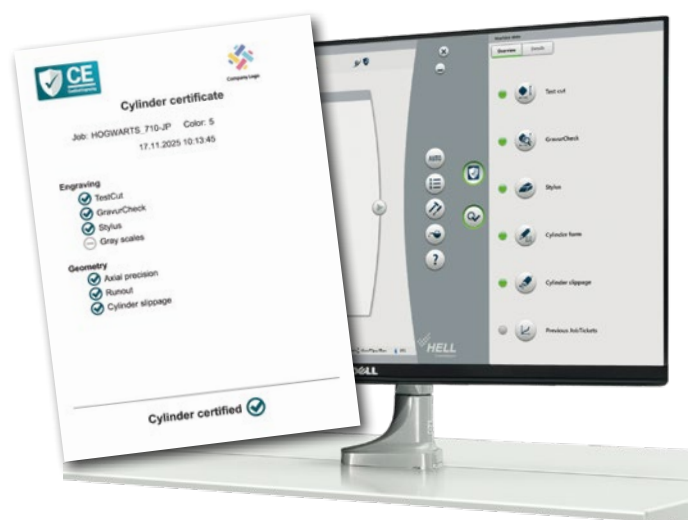 CE
Company Logo
Cylinder certificate
Job: HOGWARTS_710-JP Color: 5
17.11.2025 10:13:45
Engraving
TestCut
GravurCheck
Stylus
Gray scales
Geometry
Axial precision
Runout
Cylinder slippage
Cylinder certified
Overview Details
Test cut
GravurCheck
Stylus
Cylinder form
Cylinder slippage
Previous JobTickets
AUTO
?
HELL
DELL